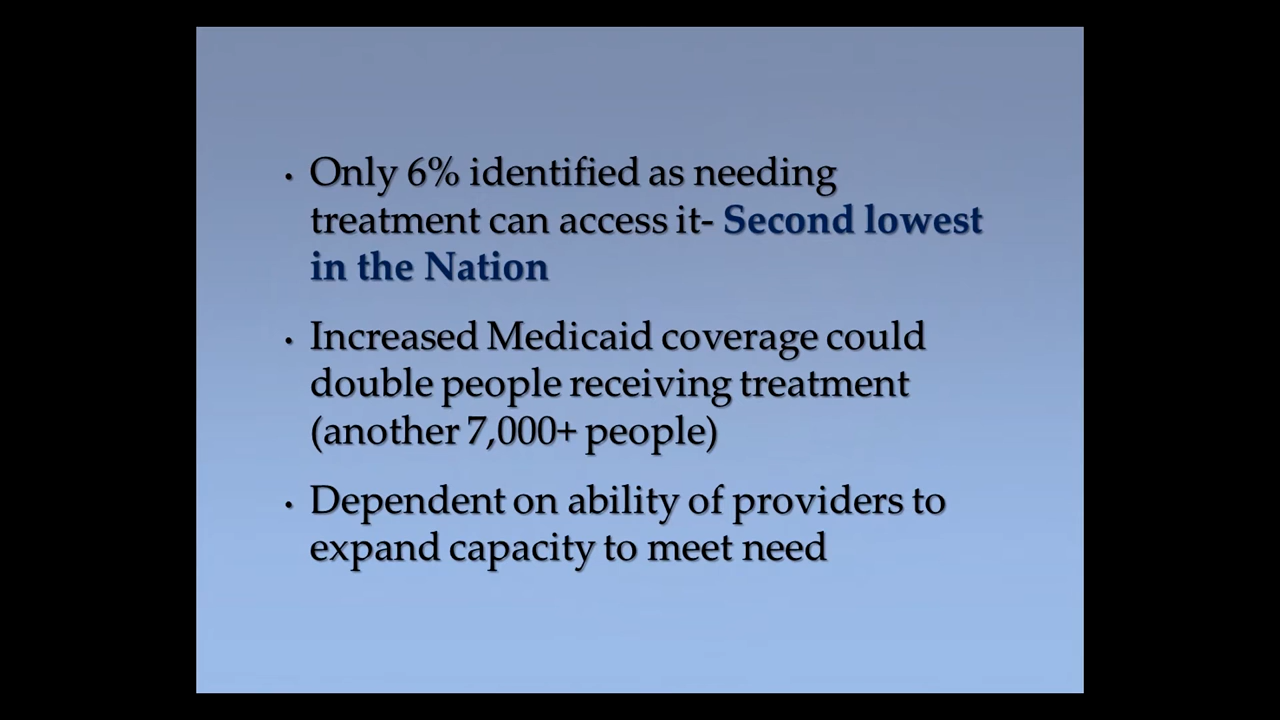 • Only 6% identified as needing
treatment can access it- Second lowest
in the Nation
• Increased Medicaid coverage could
double people receiving treatment
(another 7,000+ people)
• Dependent on ability of providers to
expand capacity to meet need